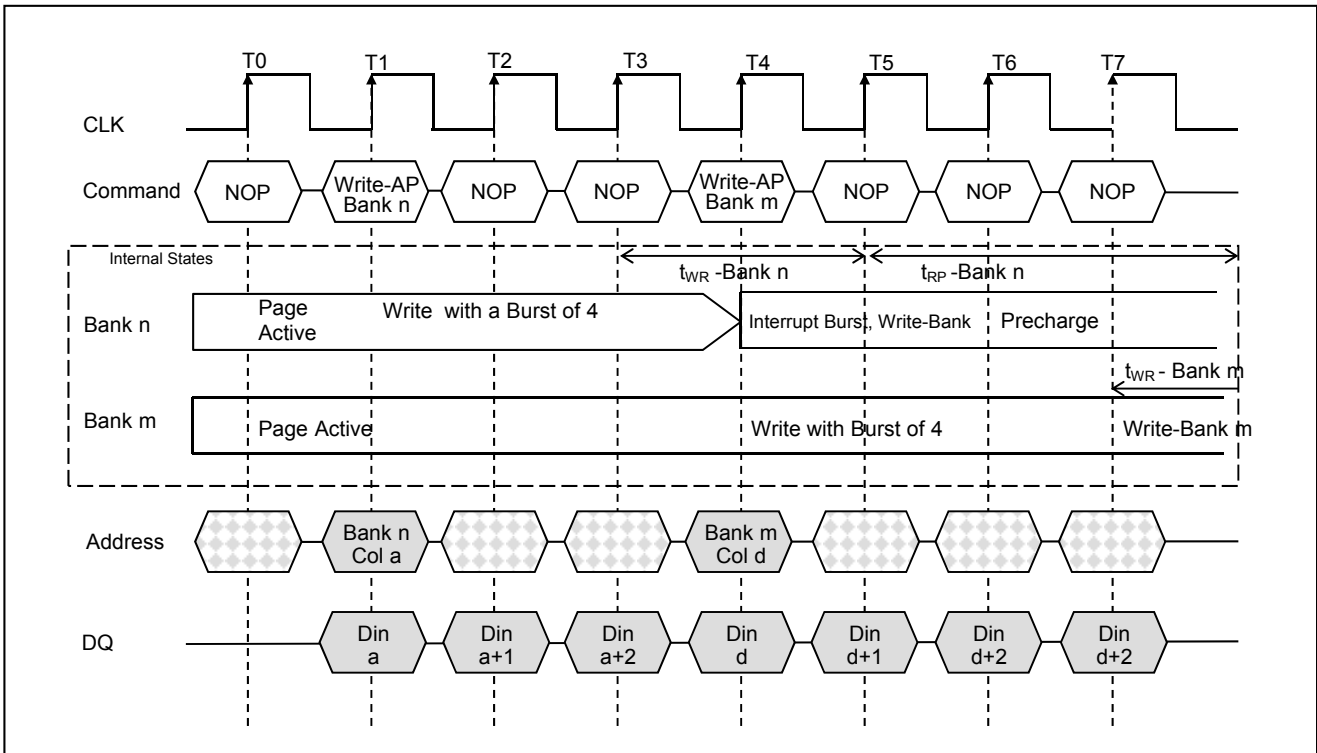 T0 T1 T2 T3 T4 T5 T6 T7
CLK
Command NOP Write-AP Bank n NOP NOP Write-AP Bank m NOP NOP NOP
Internal States
tWR -Bank n tRP -Bank n
Bank n Page Active Write with a Burst of 4 Interrupt Burst, Write-Bank Precharge
tWR - Bank m
Bank m Page Active Write with Burst of 4 Write-Bank m
Address Bank n Col a Bank m Col d
DQ Din a Din a+1 Din a+2 Din d Din d+1 Din d+2 Din d+2